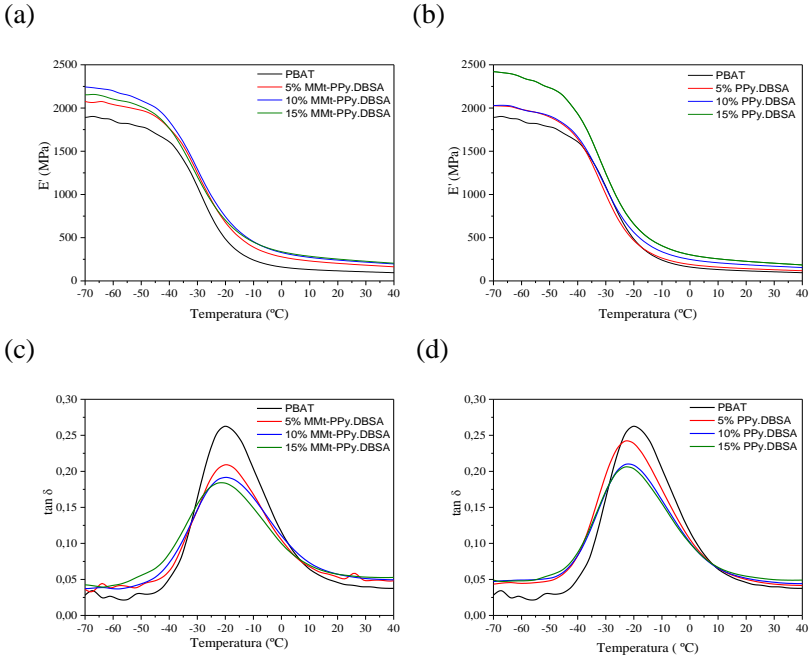 (a)
(b)
2500
2000
1500
1000
500
0
E' (MPa)
PBAT
5% MMt-PPy.DBSA
10% MMt-PPy.DBSA
15% MMt-PPy.DBSA
-70 -60 -50 -40 -30 -20 -10 0 10 20 30 40
Temperatura (ºC)
2500
2000
1500
1000
500
0
E' (MPa)
PBAT
5% PPy.DBSA
10% PPy.DBSA
15% PPy.DBSA
-70 -60 -50 -40 -30 -20 -10 0 10 20 30 40
Temperatura (ºC)
(c)
(d)
0,30
0,25
0,20
0,15
0,10
0,05
0,00
tan δ
PBAT
5% MMt-PPy.DBSA
10% MMt-PPy.DBSA
15% MMt-PPy.DBSA
-70 -60 -50 -40 -30 -20 -10 0 10 20 30 40
Temperatura (ºC)
0,30
0,25
0,20
0,15
0,10
0,05
0,00
tan δ
PBAT
5% PPy.DBSA
10% PPy.DBSA
15% PPy.DBSA
-70 -60 -50 -40 -30 -20 -10 0 10 20 30 40
Temperatura ( ºC)